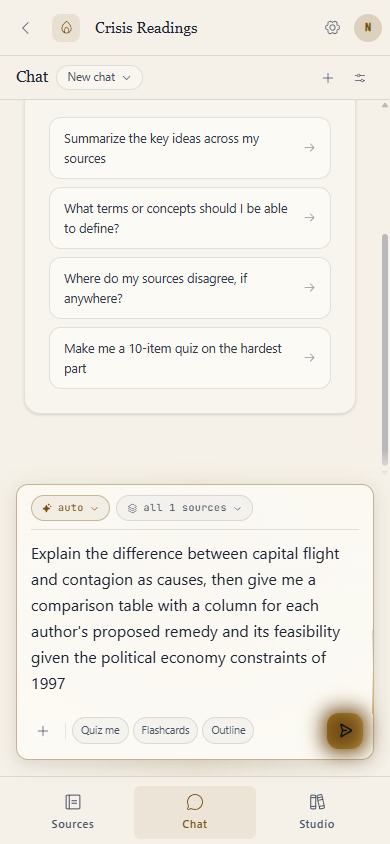 Crisis Readings
N
Chat
New chat
Summarize the key ideas across my
sources
What terms or concepts should I be able
to define?
Where do my sources disagree, if
anywhere?
Make me a 10-item quiz on the hardest
part
auto
all 1 sources
Explain the difference between capital flight
and contagion as causes, then give me a
comparison table with a column for each
author's proposed remedy and its feasibility
given the political economy constraints of
1997
Quiz me
Flashcards
Outline
Sources
Chat
Studio